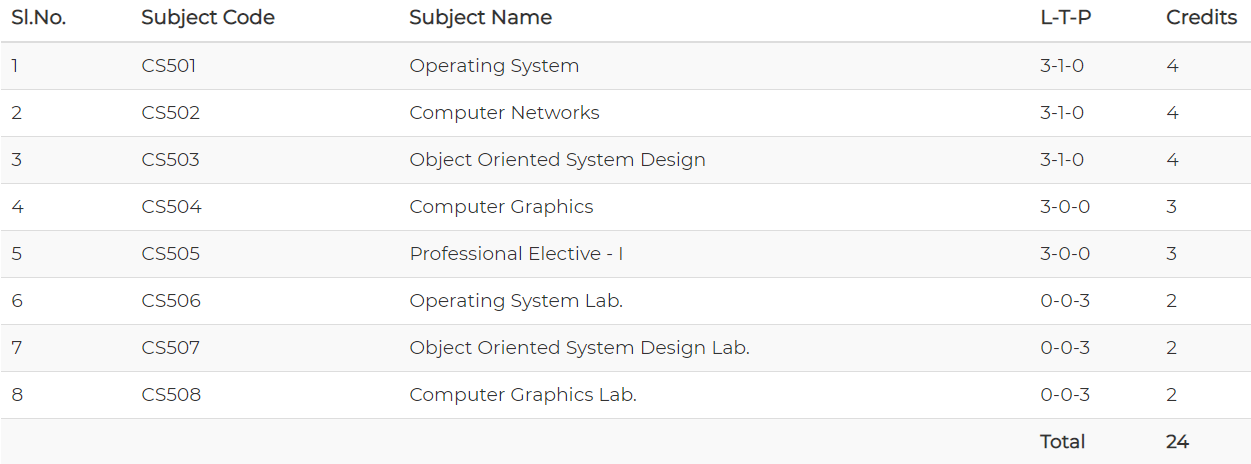 Sl.No. Subject Code Subject Name L-T-P Credits
1 CS501 Operating System 3-1-0 4
2 CS502 Computer Networks 3-1-0 4
3 CS503 Object Oriented System Design 3-1-0 4
4 CS504 Computer Graphics 3-0-0 3
5 CS505 Professional Elective - I 3-0-0 3
6 CS506 Operating System Lab. 0-0-3 2
7 CS507 Object Oriented System Design Lab. 0-0-3 2
8 CS508 Computer Graphics Lab. 0-0-3 2
Total 24